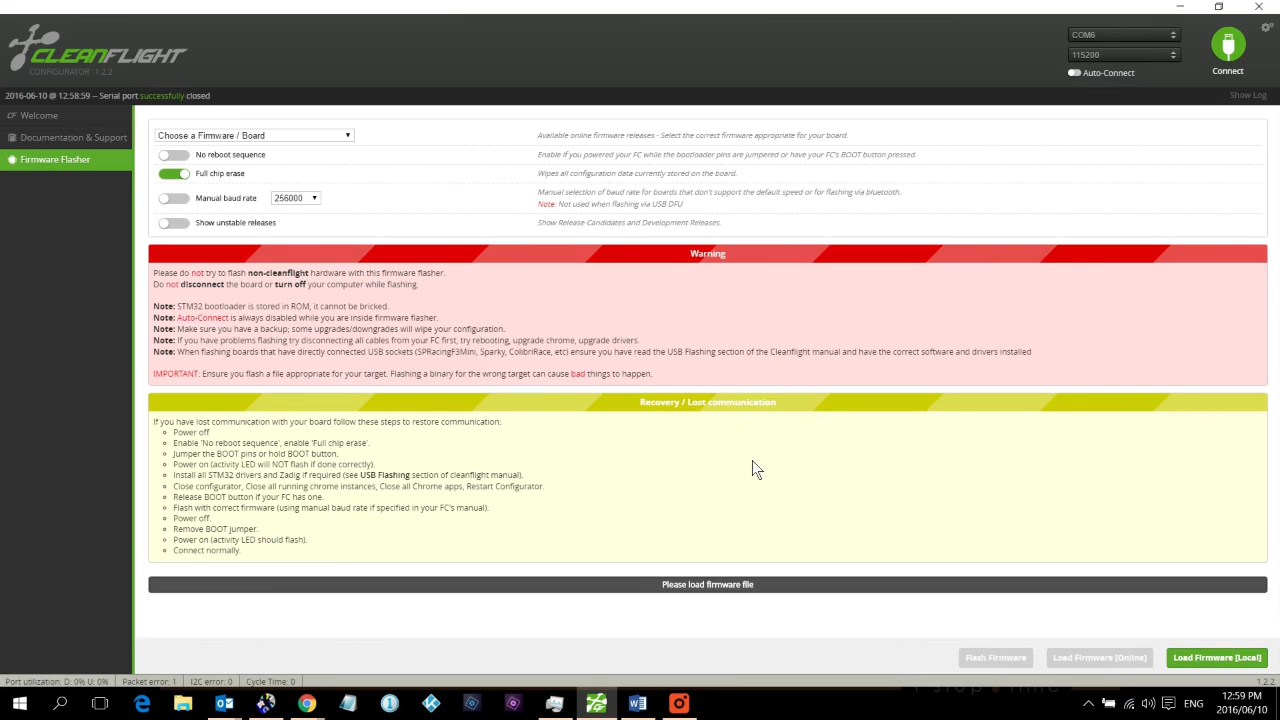 CLEANFLIGHT
CONFIGURATOR 1.2.2
COM6
115200
Auto-Connect
Connect
2016-06-10 @ 12:58:59 -- Serial port successfully closed
Show Log
CF Welcome
Documentation & Support
Firmware Flasher
Choose a Firmware / Board
Available online firmware releases - Select the correct firmware appropriate for your board.
No reboot sequence
Enable if you powered your FC while the bootloader pins are jumpered or have your FC's BOOT button pressed.
Full chip erase
Wipes all configuration data currently stored on the board.
Manual baud rate 256000
Manual selection of baud rate for boards that don't support the default speed or for flashing via bluetooth.
Note: Not used when flashing via USB DFU
Show unstable releases
Show Release-Candidates and Development Releases.
Warning
Please do not try to flash non-cleanflight hardware with this firmware flasher.
Do not disconnect the board or turn off your computer while flashing.
Note: STM32 bootloader is stored in ROM, it cannot be bricked.
Note: Auto-Connect is always disabled while you are inside firmware flasher.
Note: Make sure you have a backup; some upgrades/downgrades will wipe your configuration.
Note: If you have problems flashing try disconnecting all cables from your FC first, try rebooting, upgrade chrome, upgrade drivers.
Note: When flashing boards that have directly connected USB sockets (SPRacingF3Mini, Sparky, ColibriRace, etc) ensure you have read the USB Flashing section of the Cleanflight manual and have the correct software and drivers installed
IMPORTANT: Ensure you flash a file appropriate for your target. Flashing a binary for the wrong target can cause bad things to happen.
Recovery / Lost communication
If you have lost communication with your board follow these steps to restore communication:
Power off
Enable 'No reboot sequence', enable 'Full chip erase'.
Jumper the BOOT pins or hold BOOT button.
Power on (activity LED will NOT flash if done correctly).
Install all STM32 drivers and Zadig if required (see USB Flashing section of cleanflight manual).
Close configurator, Close all running chrome instances, Close all Chrome apps, Restart Configurator.
Release BOOT button if your FC has one.
Flash with correct firmware (using manual baud rate if specified in your FC's manual).
Power off.
Remove BOOT jumper.
Power on (activity LED should flash).
Connect normally.
Please load firmware file
Flash Firmware
Load Firmware [Online]
Load Firmware [Local]
Port utilization: D: 0% U: 0%
Packet error: 1
I2C error: 0
Cycle Time: 0
1.2.2
ENG
12:59 PM
2016/06/10